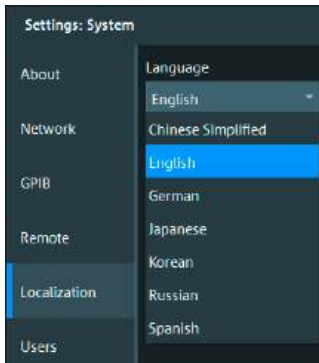 Settings: System
About
Network
GPIB
Remote
Localization
Users
Language
English
Chinese Simplified
English
German
Japanese
Korean
Russian
Spanish